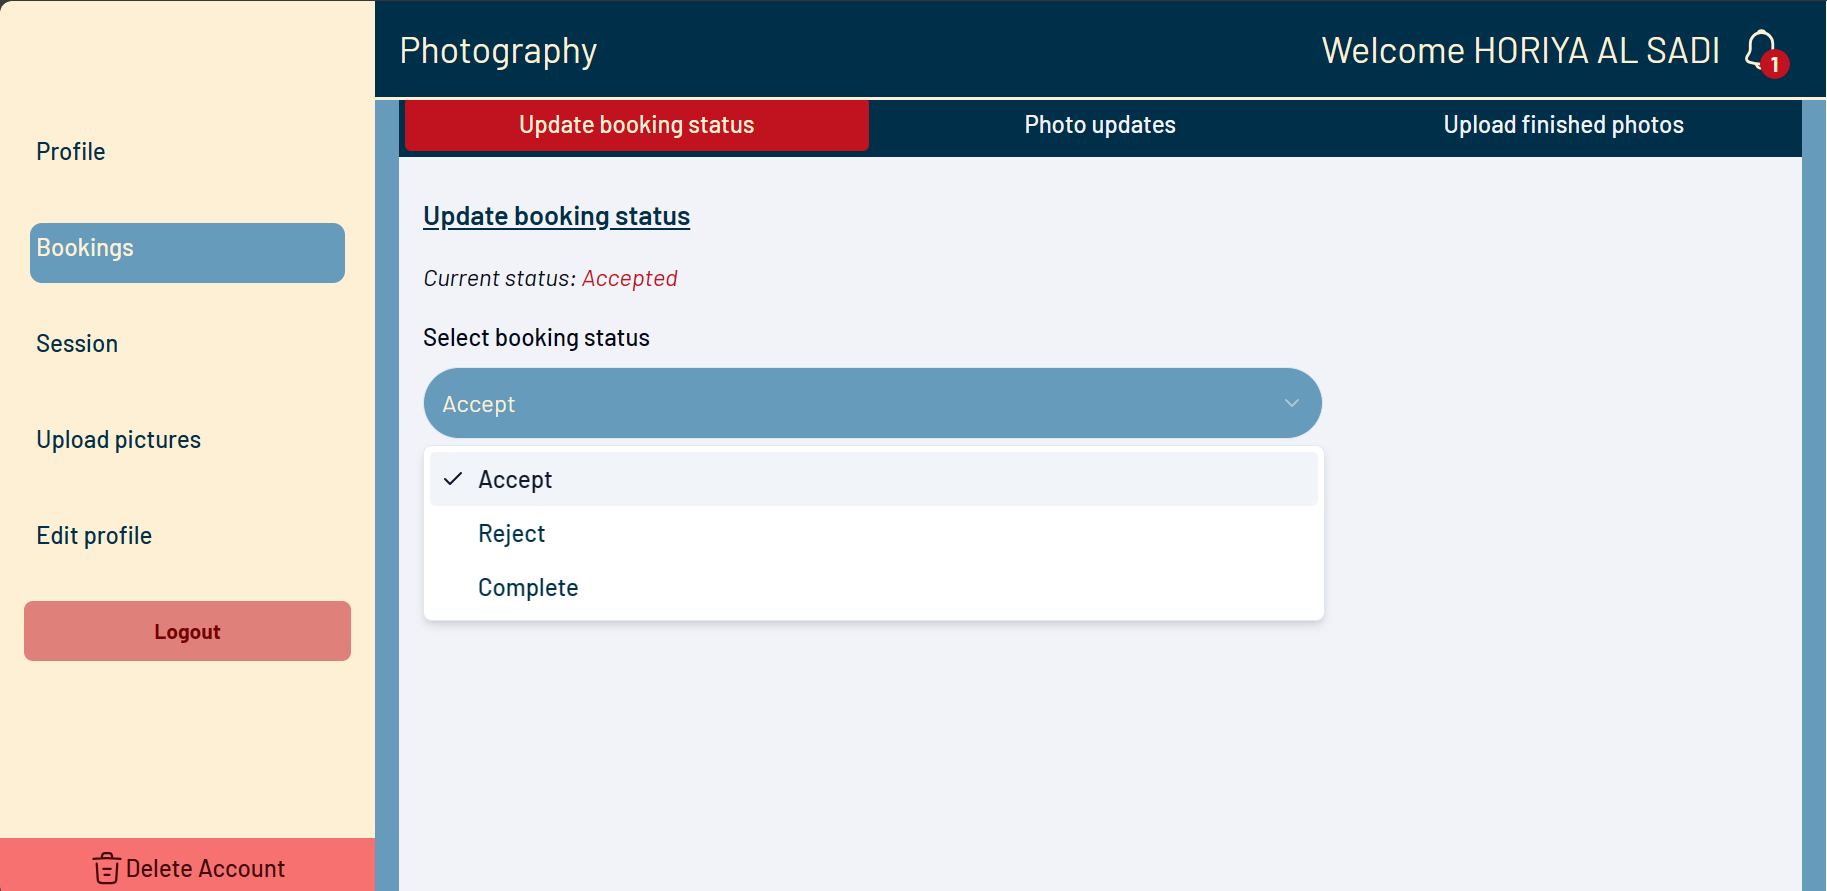 Photography
Welcome HORIYA AL SADI
1
Profile
Bookings
Session
Upload pictures
Edit profile
Logout
Delete Account
Update booking status
Photo updates
Upload finished photos
Update booking status
Current status: Accepted
Select booking status
Accept
Accept
Reject
Complete